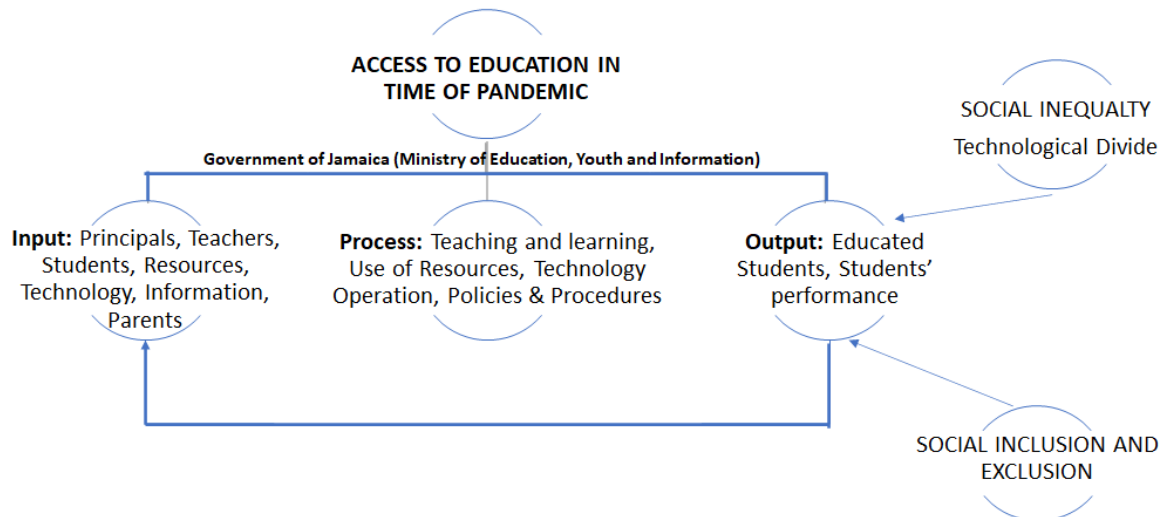 ACCESS TO EDUCATION IN
TIME OF PANDEMIC
Government of Jamaica (Ministry of Education, Youth and Information)
Input: Principals, Teachers,
Students, Resources,
Technology, Information,
Parents
Process: Teaching and learning,
Use of Resources, Technology
Operation, Policies & Procedures
Output: Educated
Students, Students’
performance
SOCIAL INEQUALTY
Technological Divide
SOCIAL INCLUSION AND
EXCLUSION